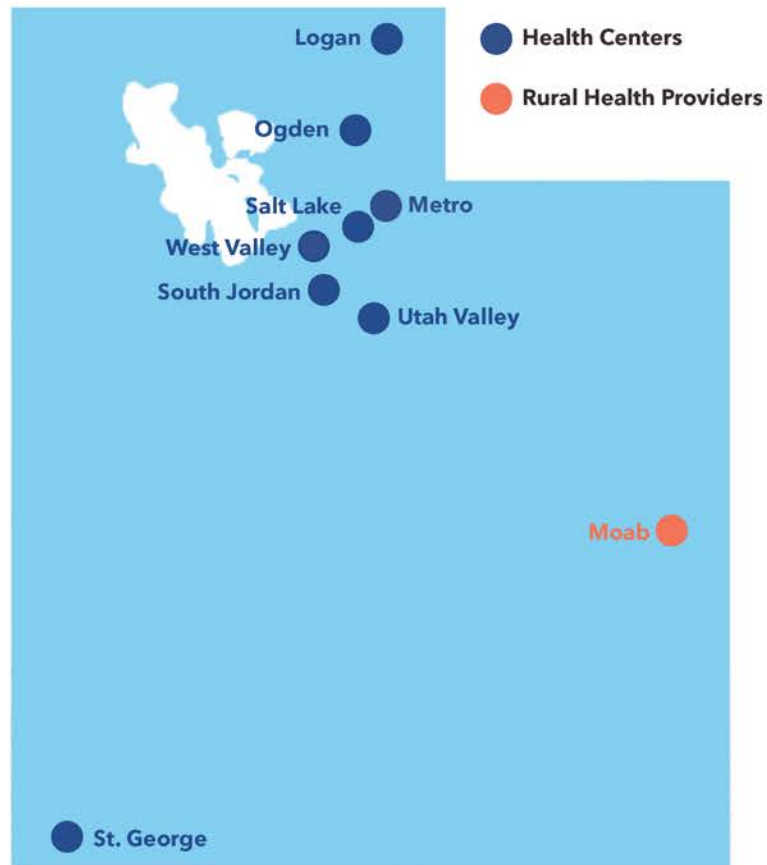 Logan
Health Centers
Rural Health Providers
Ogden
Salt Lake
Metro
West Valley
South Jordan
Utah Valley
Moab
St. George